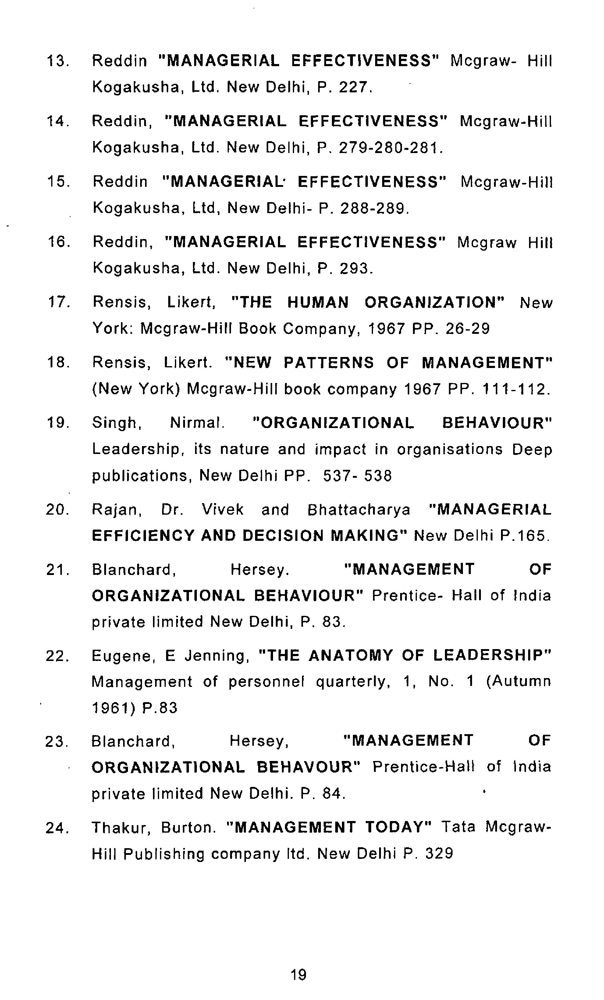 13. Reddin "MANAGERIAL EFFECTIVENESS" Mcgraw- Hill
Kogakusha, Ltd. New Delhi, P. 227.
14. Reddin, "MANAGERIAL EFFECTIVENESS" Mcgraw-Hill
Kogakusha, Ltd. New Delhi, P. 279-280-281.
15. Reddin "MANAGERIAL EFFECTIVENESS" Mcgraw-Hill
Kogakusha, Ltd, New Delhi- P. 288-289.
16. Reddin, "MANAGERIAL EFFECTIVENESS" Mcgraw Hill
Kogakusha, Ltd. New Delhi, P. 293.
17. Rensis, Likert, "THE HUMAN ORGANIZATION" New
York: Mcgraw-Hill Book Company, 1967 PP. 26-29
18. Rensis, Likert. "NEW PATTERNS OF MANAGEMENT"
(New York) Mcgraw-Hill book company 1967 PP. 111-112.
19. Singh, Nirmal. "ORGANIZATIONAL BEHAVIOUR"
Leadership, its nature and impact in organisations Deep
publications, New Delhi PP. 537- 538
20. Rajan, Dr. Vivek and Bhattacharya "MANAGERIAL
EFFICIENCY AND DECISION MAKING" New Delhi P.165.
21. Blanchard, Hersey. "MANAGEMENT OF
ORGANIZATIONAL BEHAVIOUR" Prentice- Hall of India
private limited New Delhi, P. 83.
22. Eugene, E Jenning, "THE ANATOMY OF LEADERSHIP"
Management of personnel quarterly, 1, No. 1 (Autumn
1961) P.83
23. Blanchard, Hersey, "MANAGEMENT OF
ORGANIZATIONAL BEHAVOUR" Prentice-Hall of India
private limited New Delhi. P. 84.
24. Thakur, Burton. "MANAGEMENT TODAY" Tata Mcgraw-
Hill Publishing company ltd. New Delhi P. 329
19